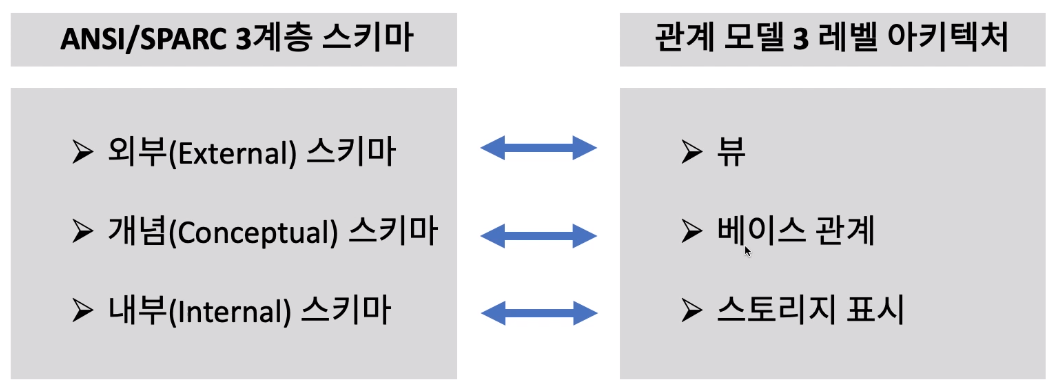 ANSI/SPARC 3계층 스키마
관계 모델 3 레벨 아키텍처
➢ 외부(External) 스키마
➢ 뷰
➢ 개념(Conceptual) 스키마
➢ 베이스 관계
➢ 내부(Internal) 스키마
➢ 스토리지 표시